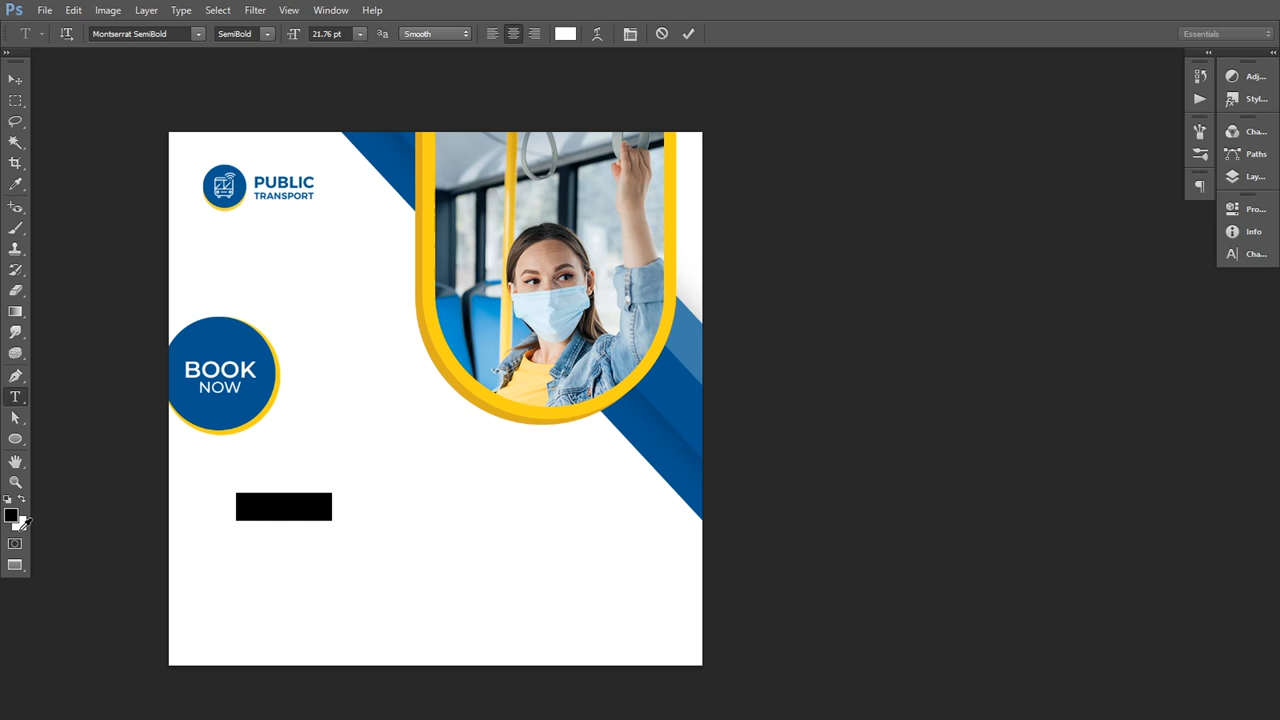 Ps File Edit Image Layer Type Select Filter View Window Help
T Montserrat SemiBold SemiBold 21.76 pt aa Smooth Essentials
Adj...
Styl...
Cha...
Paths
Lay...
Pro...
Info
Cha...
PUBLIC
TRANSPORT
BOOK
NOW